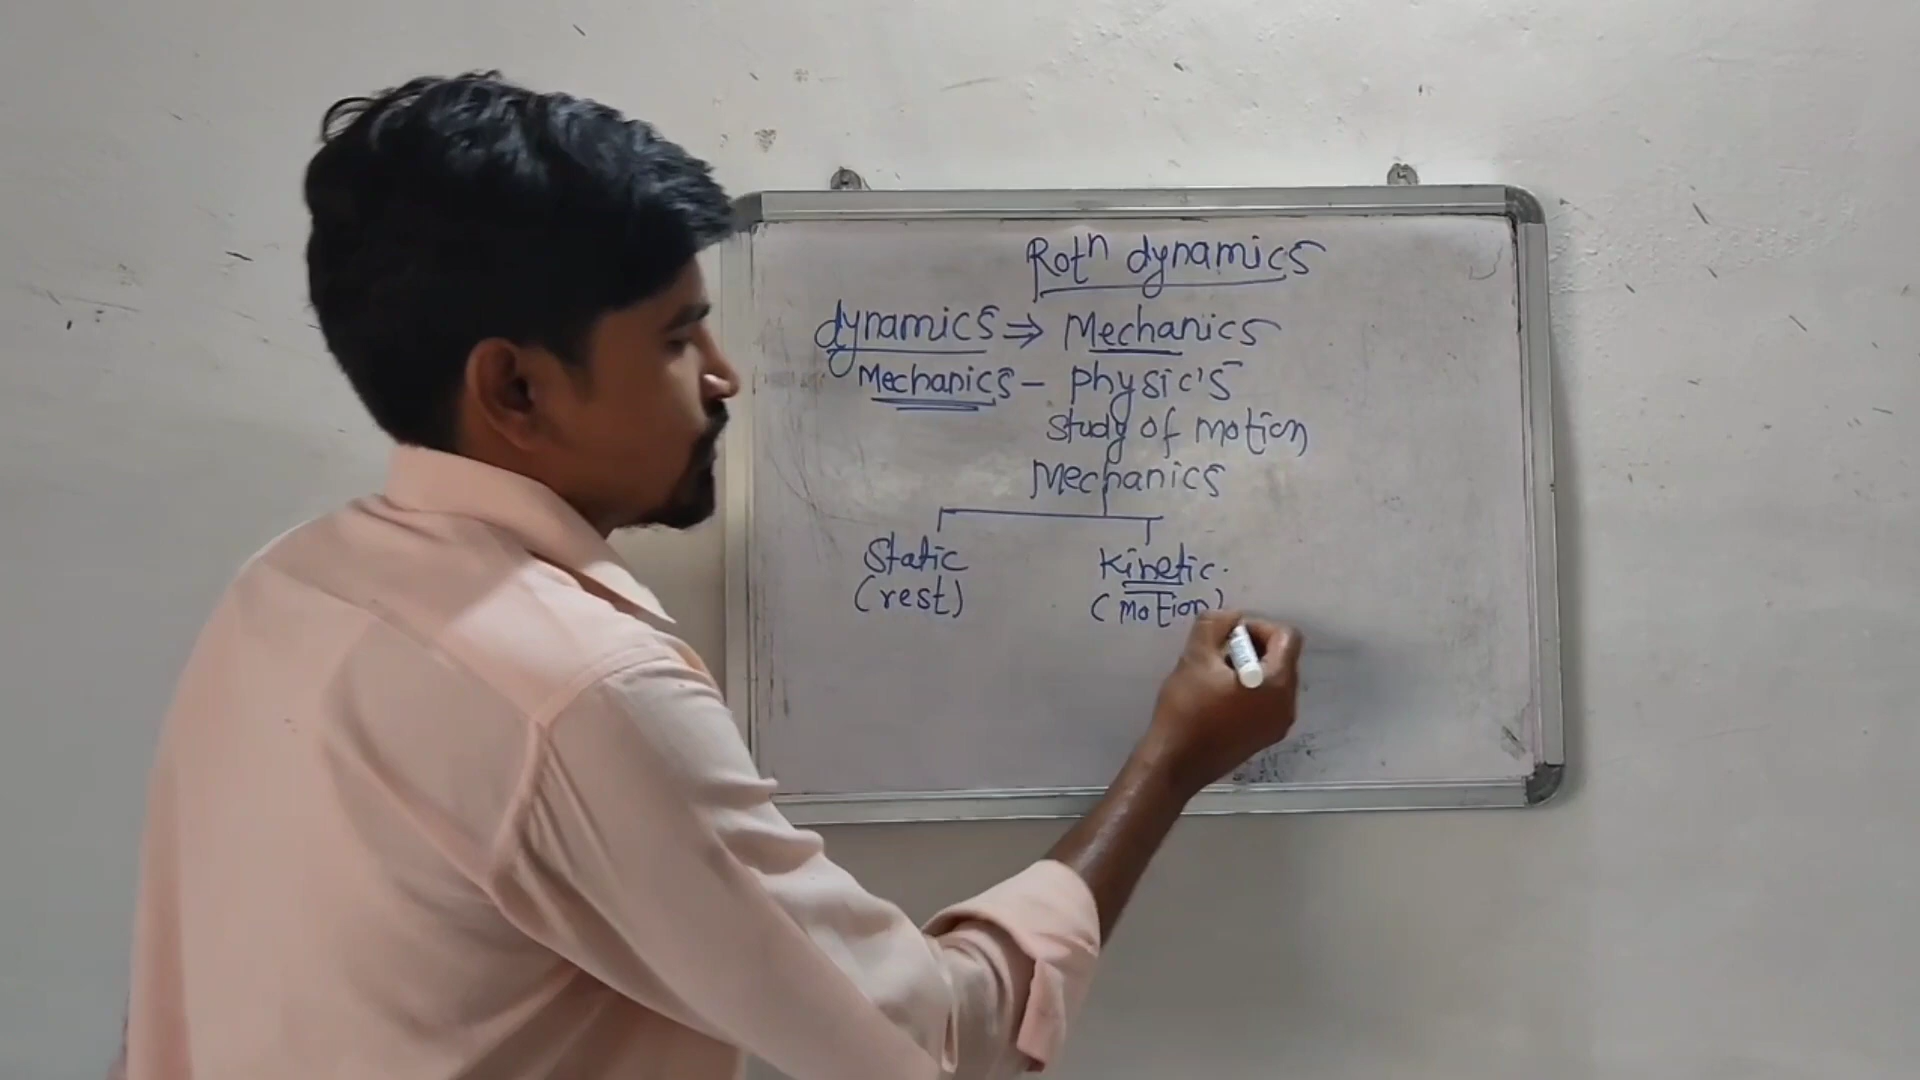 Rotⁿ dynamics
dynamics ⇒ Mechanics
Mechanics - physic's
study of motion
Mechanics
Static Kinetic.
(rest) (Motion)